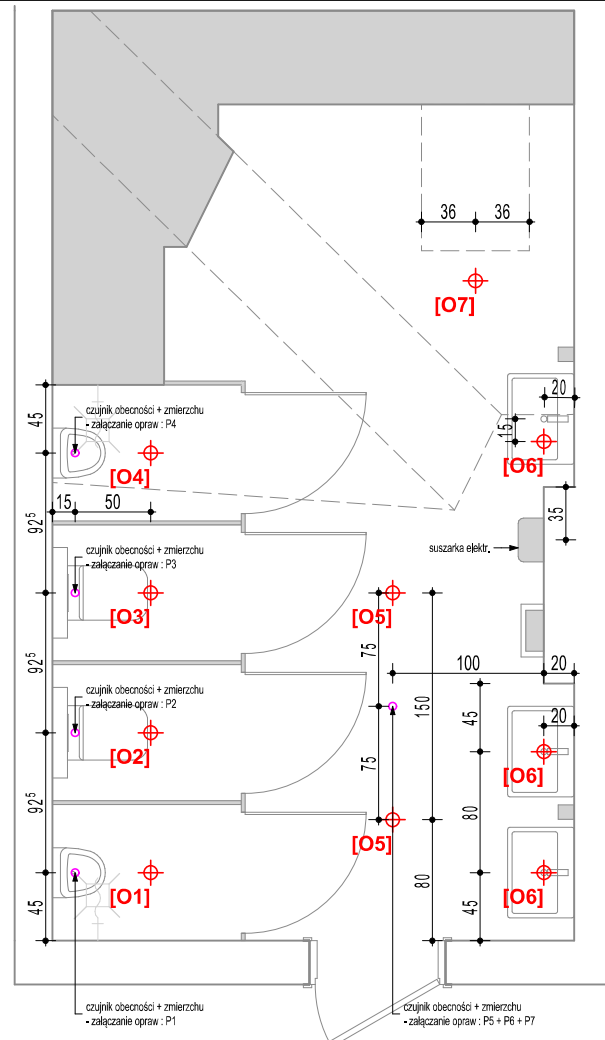 36
36
[O7]
20
45
czujnik obecności + zmierzchu
- załączanie opraw : P4
15
[O6]
[O4]
15
50
35
92⁵
suszarka elektr.
czujnik obecności + zmierzchu
- załączanie opraw : P3
[O3]
[O5]
75
100
20
92⁵
czujnik obecności + zmierzchu
- załączanie opraw : P2
150
45
20
[O2]
75
[O6]
92⁵
80
[O5]
[O1]
80
[O6]
45
45
czujnik obecności + zmierzchu
- załączanie opraw : P1
czujnik obecności + zmierzchu
- załączanie opraw : P5 + P6 + P7